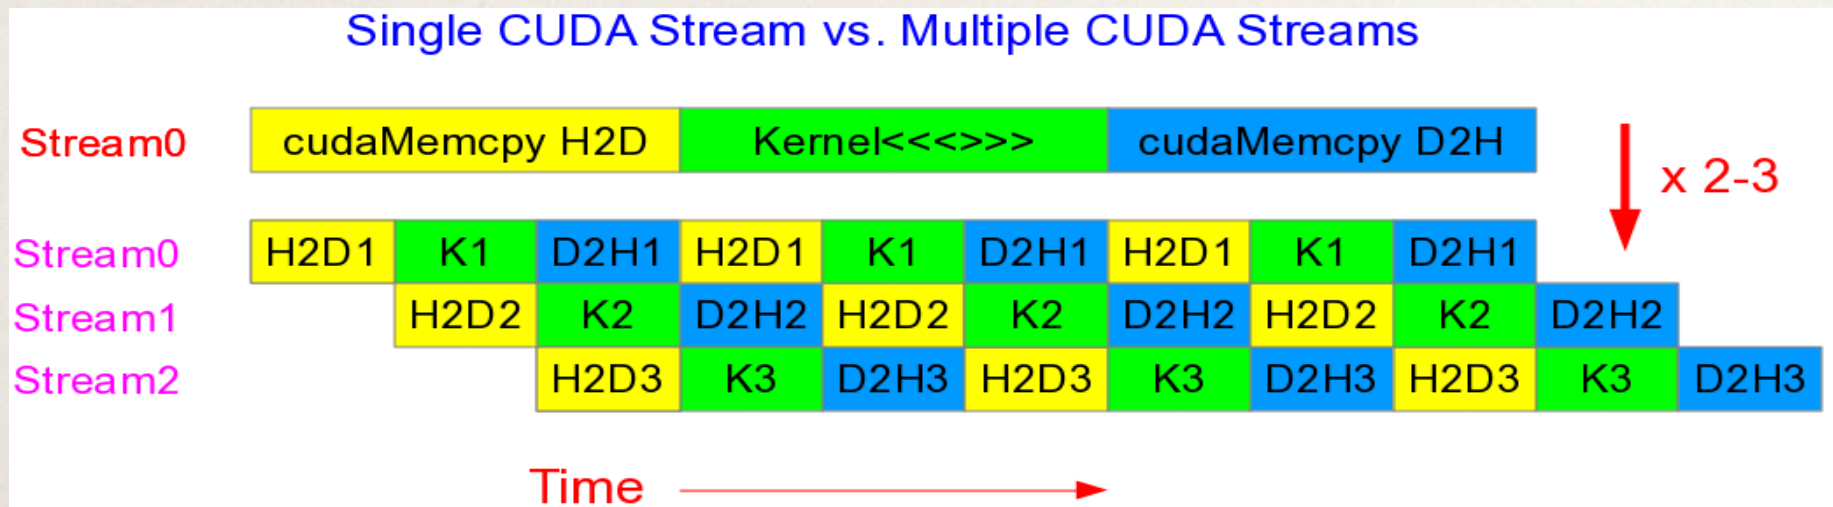 Single CUDA Stream vs. Multiple CUDA Streams
Stream0 cudaMemcpy H2D Kernel<<<>>> cudaMemcpy D2H
x 2-3
Stream0 H2D1 K1 D2H1 H2D1 K1 D2H1 H2D1 K1 D2H1
Stream1 H2D2 K2 D2H2 H2D2 K2 D2H2 H2D2 K2 D2H2
Stream2 H2D3 K3 D2H3 H2D3 K3 D2H3 H2D3 K3 D2H3
Time